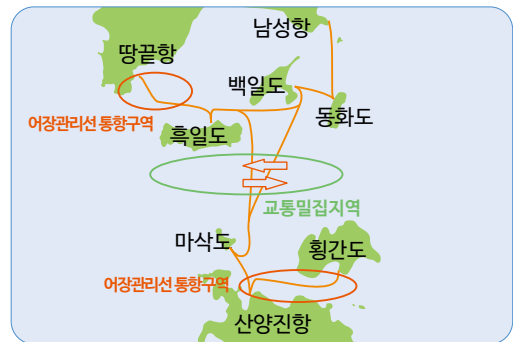 남성항
땅끝항
백일도
동화도
어장관리선 통항구역
흑일도
교통밀집지역
마삭도
횡간도
어장관리선 통항구역
산양진항